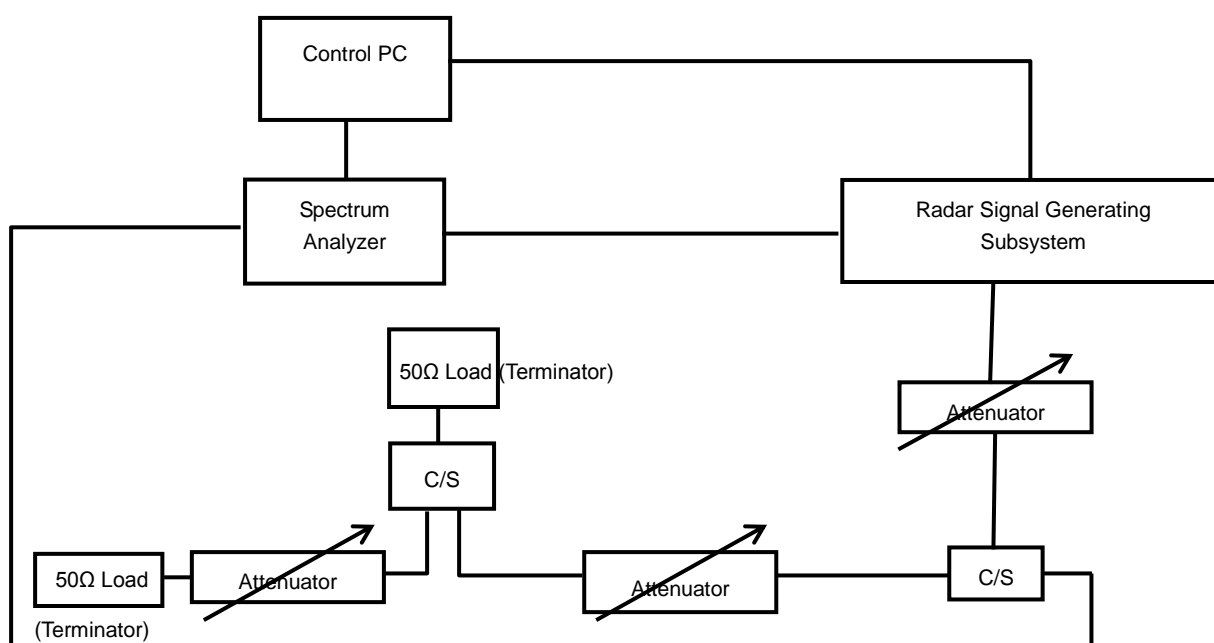 Control PC
Spectrum
Analyzer
Radar Signal Generating
Subsystem
50Ω Load (Terminator)
Attenuator
C/S
50Ω Load
(Terminator)
Attenuator
Attenuator
C/S